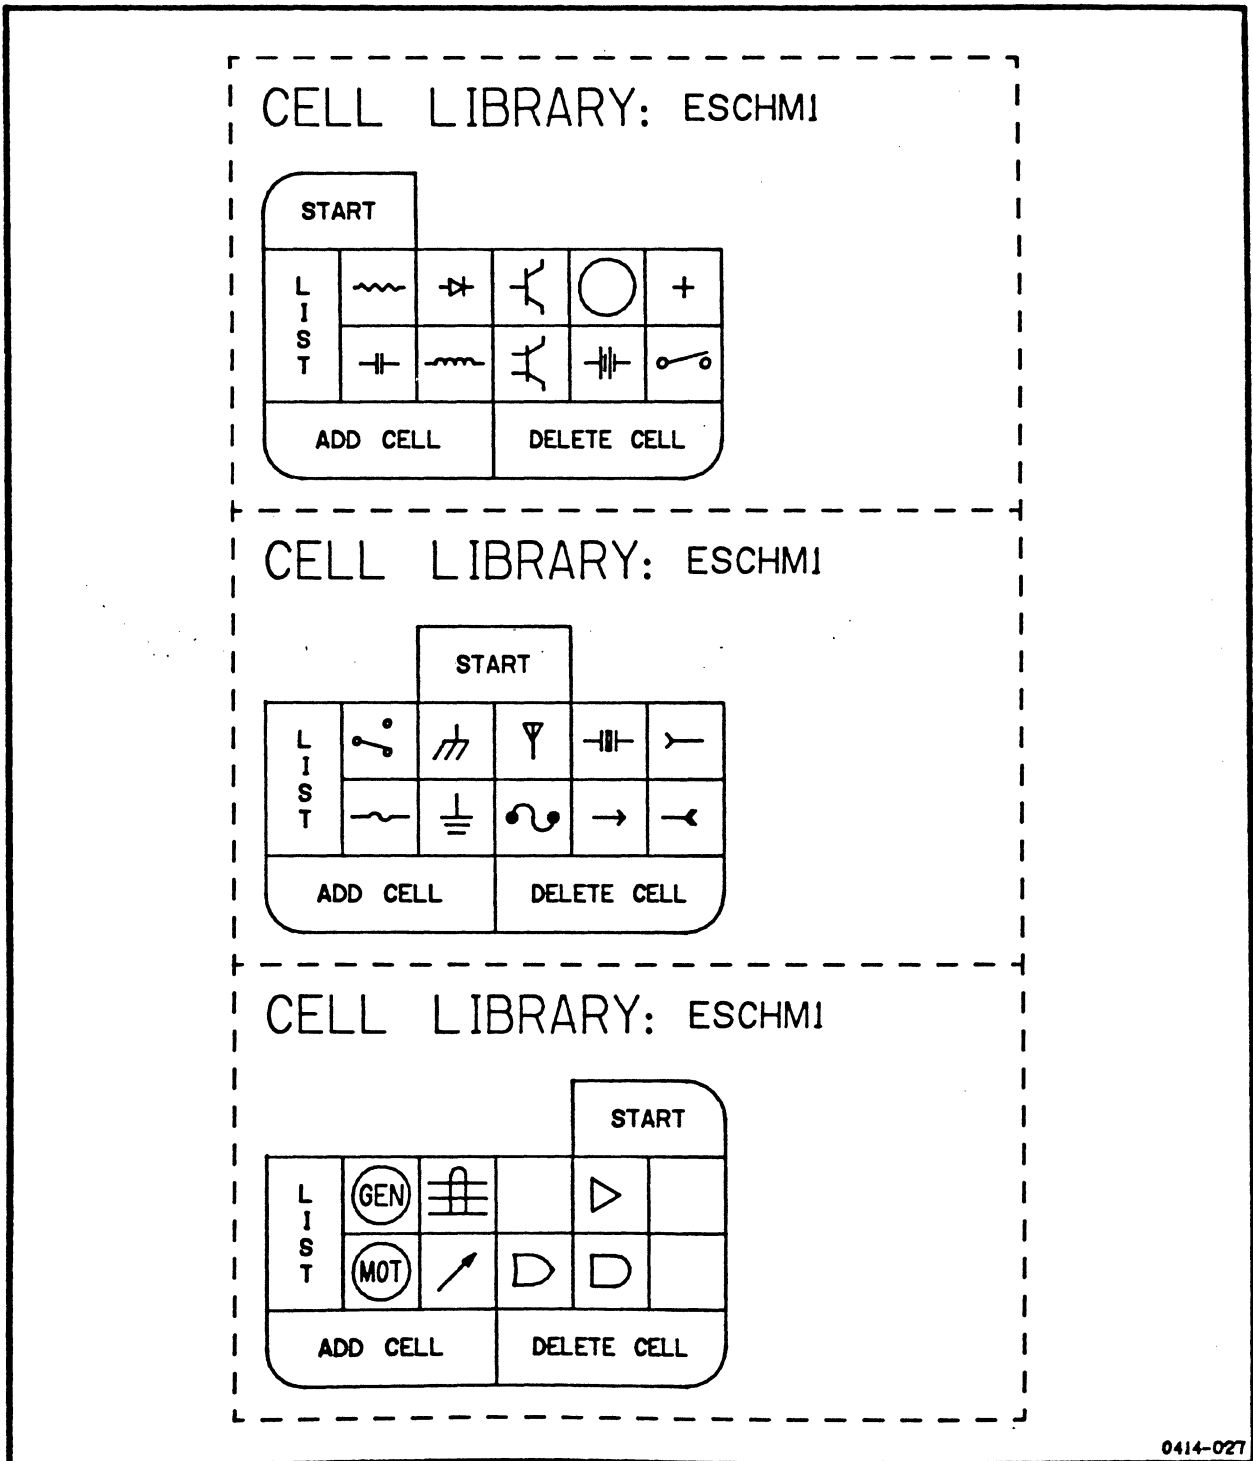 CELL LIBRARY: ESCHM1
START
LIST
+
ADD CELL DELETE CELL
CELL LIBRARY: ESCHM1
START
LIST
ADD CELL DELETE CELL
CELL LIBRARY: ESCHM1
START
LIST
GEN
MOT
ADD CELL DELETE CELL
0414-027